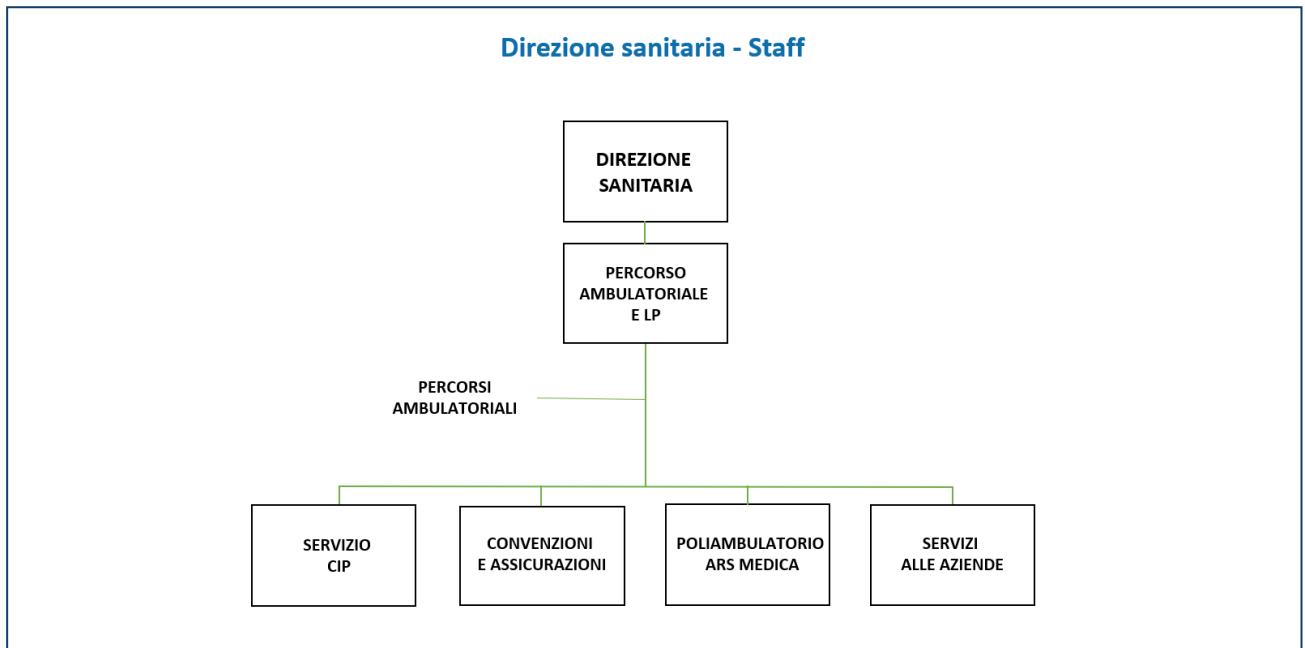 Direzione sanitaria - Staff
DIREZIONE
SANITARIA
PERCORSO
AMBULATORIALE
E LP
PERCORSI
AMBULATORIALI
SERVIZIO
CIP
CONVENZIONI
E ASSICURAZIONI
POLIAMBULATORIO
ARS MEDICA
SERVIZI
ALLE AZIENDE